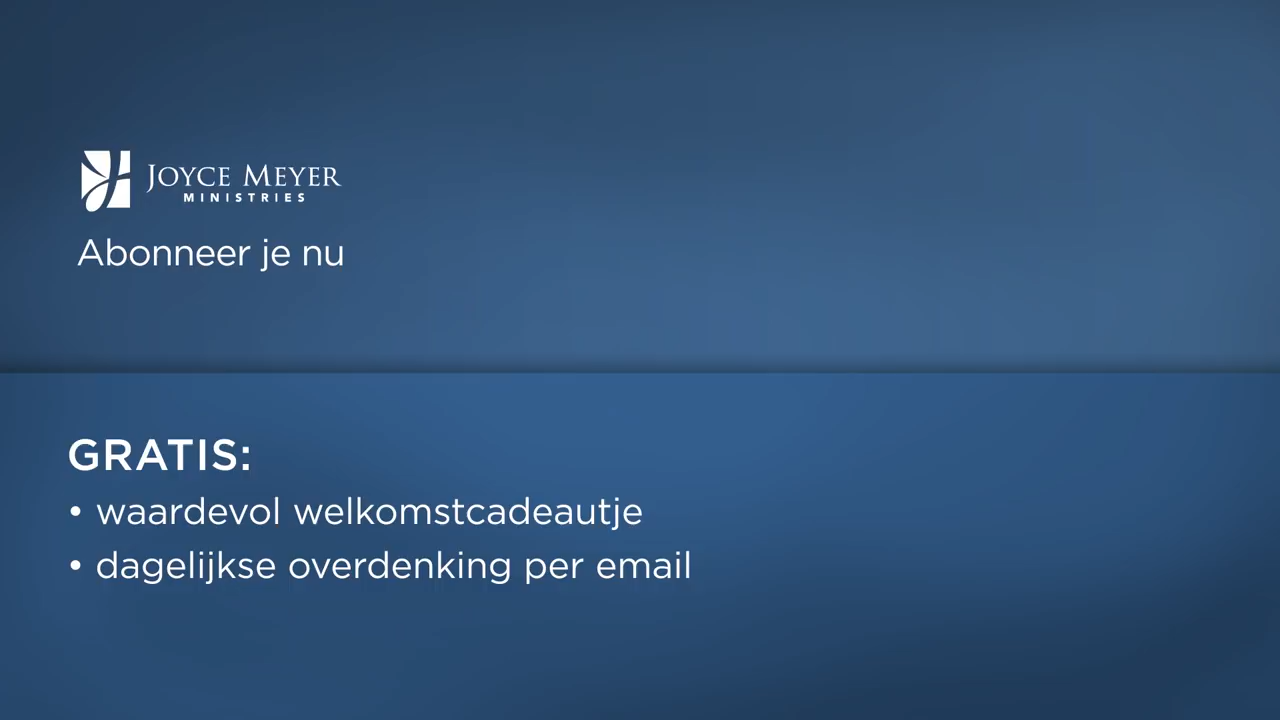 JOYCE MEYER
MINISTRIES
Abonneer je nu
GRATIS:
• waardevol welkomstcadeautje
• dagelijkse overdenking per email